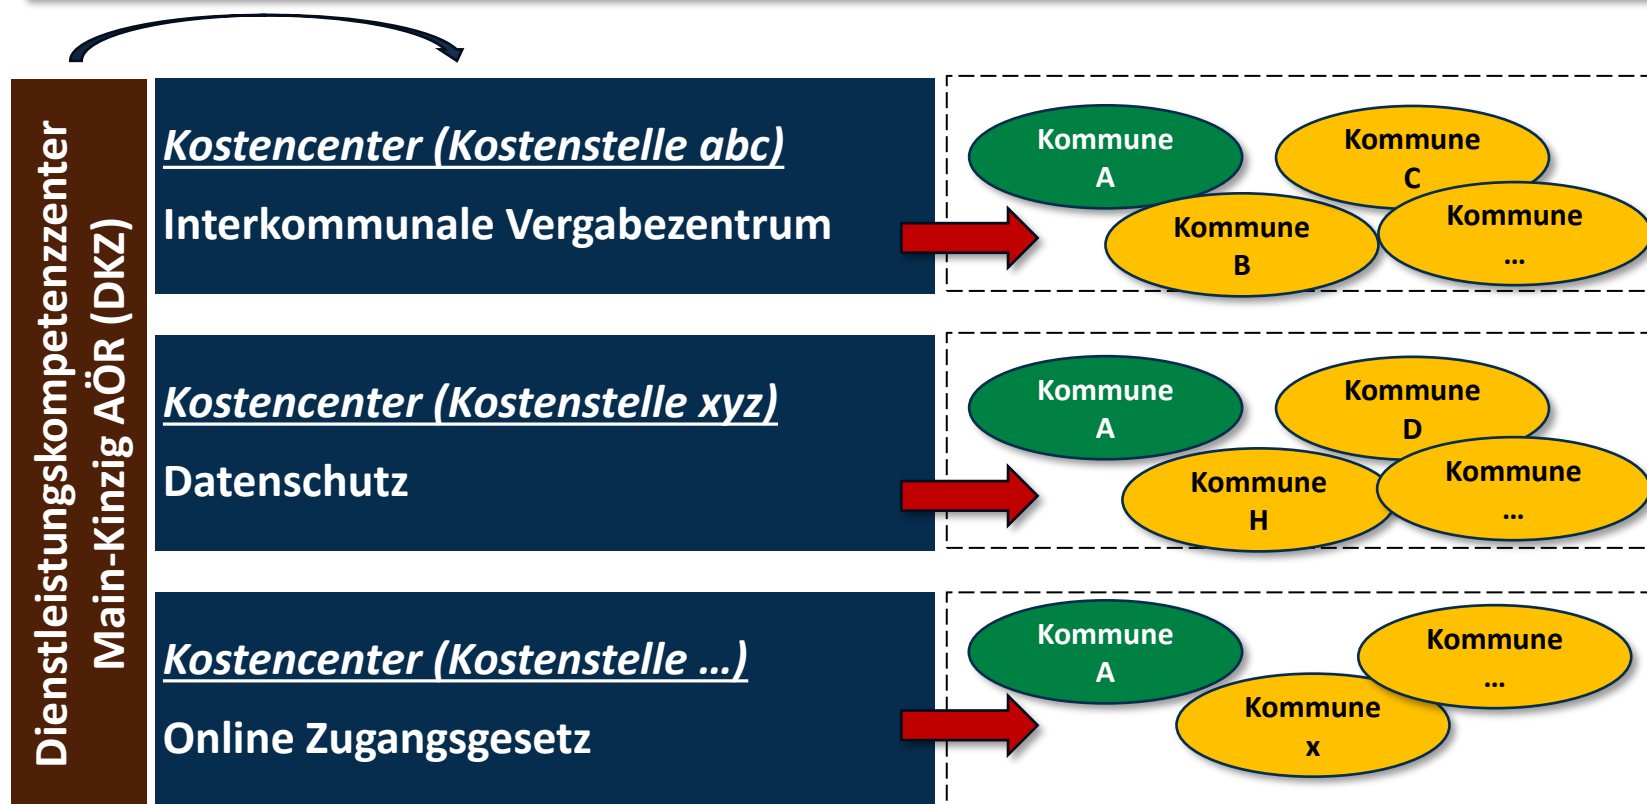 Dienstleistungskompetenzzenter
Main-Kinzig AÖR (DKZ)
Kostencenter (Kostenstelle abc)
Interkommunale Vergabezentrum
Kommune
A
Kommune
C
Kommune
B
Kommune
...
Kostencenter (Kostenstelle xyz)
Datenschutz
Kommune
A
Kommune
D
Kommune
H
Kommune
...
Kostencenter (Kostenstelle ...)
Online Zugangsgesetz
Kommune
A
Kommune
...
Kommune
x